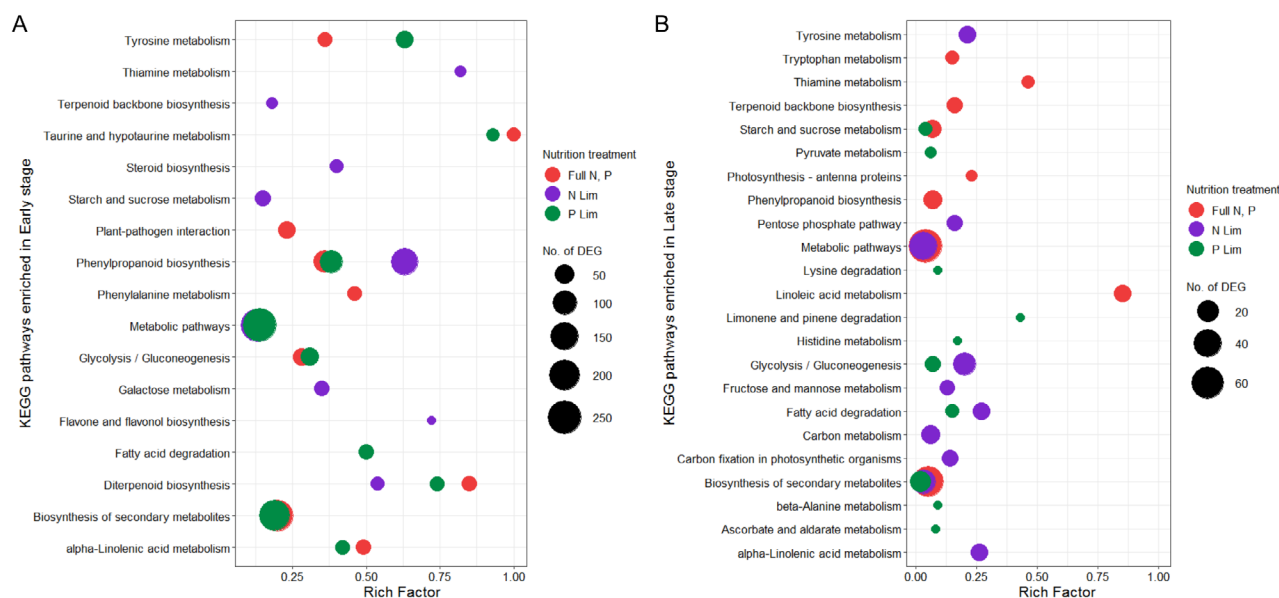 A
KEGG pathways enriched in Early stage
Tyrosine metabolism
Thiamine metabolism
Terpenoid backbone biosynthesis
Taurine and hypotaurine metabolism
Steroid biosynthesis
Starch and sucrose metabolism
Plant-pathogen interaction
Phenylpropanoid biosynthesis
Phenylalanine metabolism
Metabolic pathways
Glycolysis / Gluconeogenesis
Galactose metabolism
Flavone and flavonol biosynthesis
Fatty acid degradation
Diterpenoid biosynthesis
Biosynthesis of secondary metabolites
alpha-Linolenic acid metabolism
0.25 0.50 0.75 1.00
Rich Factor
Nutrition treatment
Full N, P
N Lim
P Lim
No. of DEG
50
100
150
200
250
B
KEGG pathways enriched in Late stage
Tyrosine metabolism
Tryptophan metabolism
Thiamine metabolism
Terpenoid backbone biosynthesis
Starch and sucrose metabolism
Pyruvate metabolism
Photosynthesis - antenna proteins
Phenylpropanoid biosynthesis
Pentose phosphate pathway
Metabolic pathways
Lysine degradation
Linoleic acid metabolism
Limonene and pinene degradation
Histidine metabolism
Glycolysis / Gluconeogenesis
Fructose and mannose metabolism
Fatty acid degradation
Carbon metabolism
Carbon fixation in photosynthetic organisms
Biosynthesis of secondary metabolites
beta-Alanine metabolism
Ascorbate and aldarate metabolism
alpha-Linolenic acid metabolism
0.00 0.25 0.50 0.75 1.00
Rich Factor
Nutrition treatment
Full N, P
N Lim
P Lim
No. of DEG
20
40
60